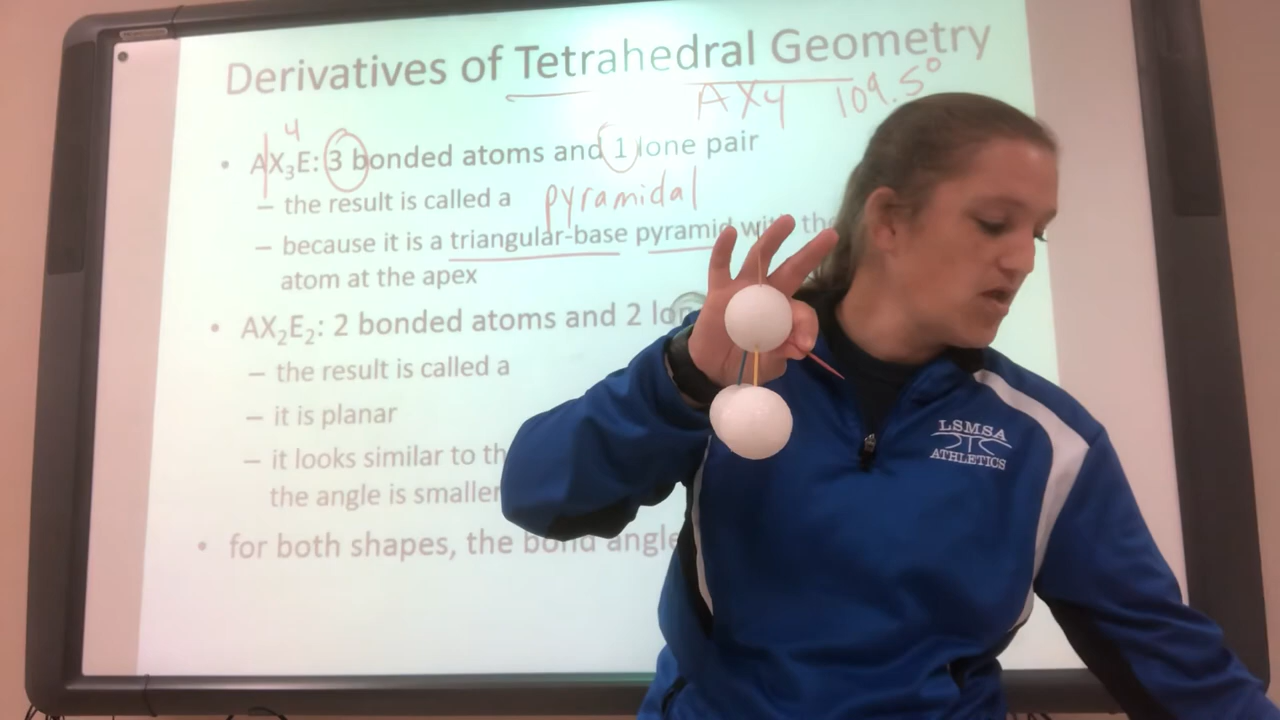 Derivatives of Tetrahedral Geometry
AX4 109.5°
4
• AX₃E: 3 bonded atoms and 1 lone pair
– the result is called a pyramidal
– because it is a triangular-base pyramid with the
atom at the apex
• AX₂E₂: 2 bonded atoms and 2 lon
– the result is called a
– it is planar
– it looks similar to th
the angle is smaller
• for both shapes, the bond angle
LSMSA
ATHLETICS